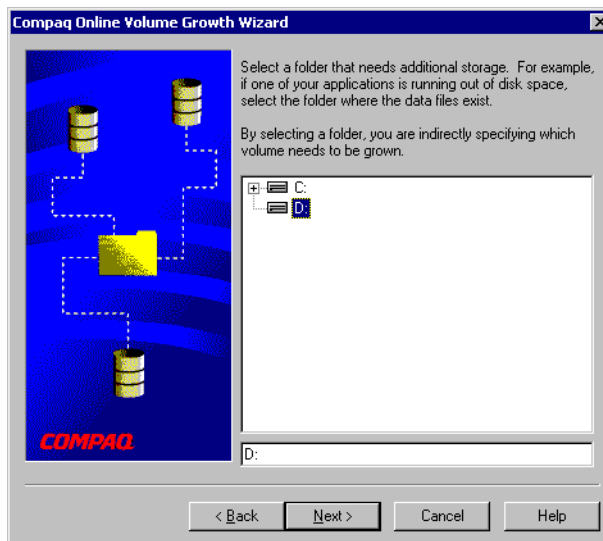 Compaq Online Volume Growth Wizard
Select a folder that needs additional storage.  For example,
if one of your applications is running out of disk space,
select the folder where the data files exist.
By selecting a folder, you are indirectly specifying which
volume needs to be grown.
C:
D:
COMPAQ
D:
< Back
Next >
Cancel
Help